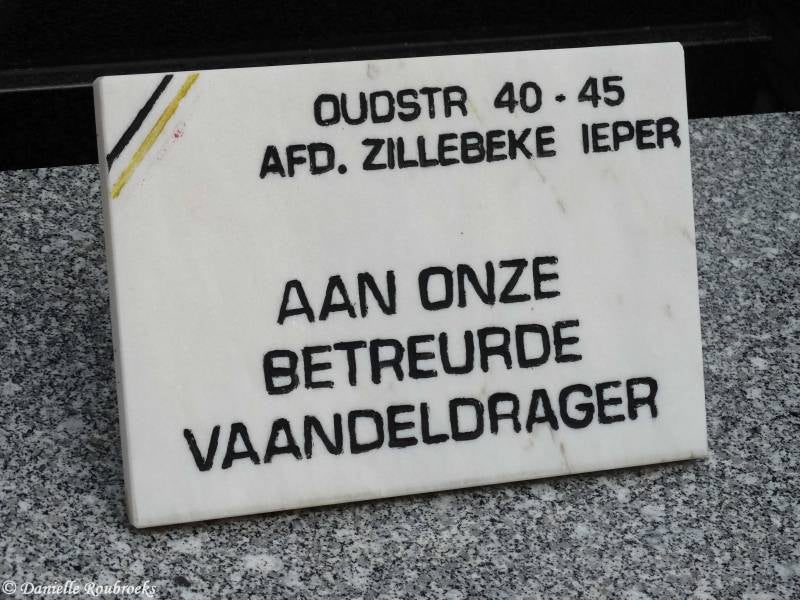 OUDSTR 40 - 45
AFD. ZILLEBEKE IEPER
AAN ONZE
BETREURDE
VAANDELDRAGER
© Danielle Roubroeks